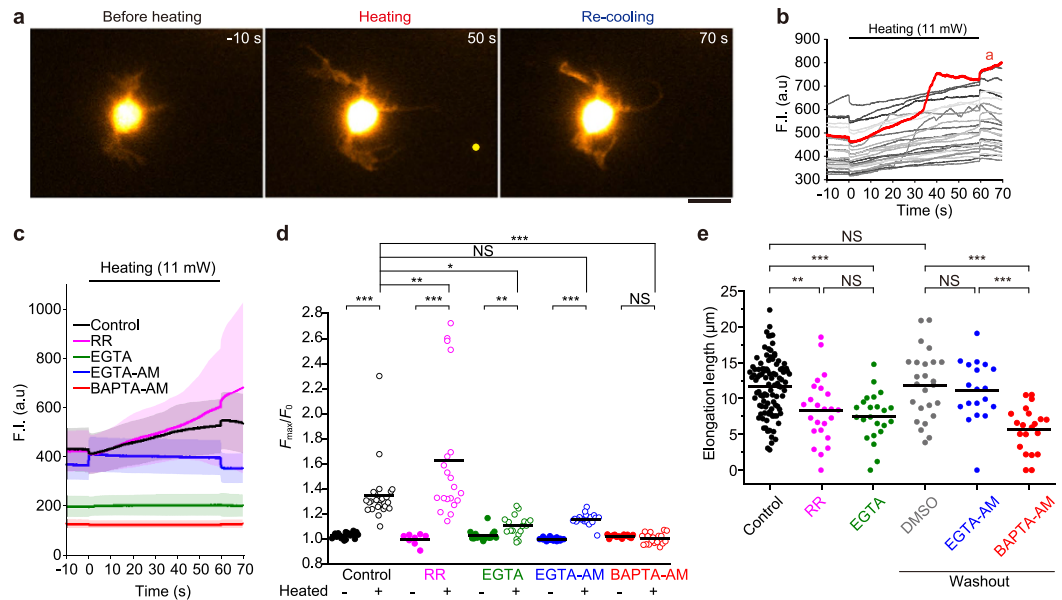 a
Before heating
Heating
Re-cooling
-10 s
50 s
70 s
b
Heating (11 mW)
a
F.I. (a.u)
900
800
700
600
500
400
300
-10 0 10 20 30 40 50 60 70
Time (s)
c
Heating (11 mW)
Control
RR
EGTA
EGTA-AM
BAPTA-AM
F.I. (a.u)
1000
800
600
400
200
0
-10 0 10 20 30 40 50 60 70
Time (s)
d
***
NS
*
**
*** *** ** *** NS
Fmax/F0
2.8
2.6
2.4
2.2
2.0
1.8
1.6
1.4
1.2
1.0
0.8
Control RR EGTA EGTA-AM BAPTA-AM
Heated - + - + - + - + - +
e
NS
*** ***
** NS NS ***
Elongation length (μm)
25
20
15
10
5
0
Control RR EGTA DMSO EGTA-AM BAPTA-AM
Washout